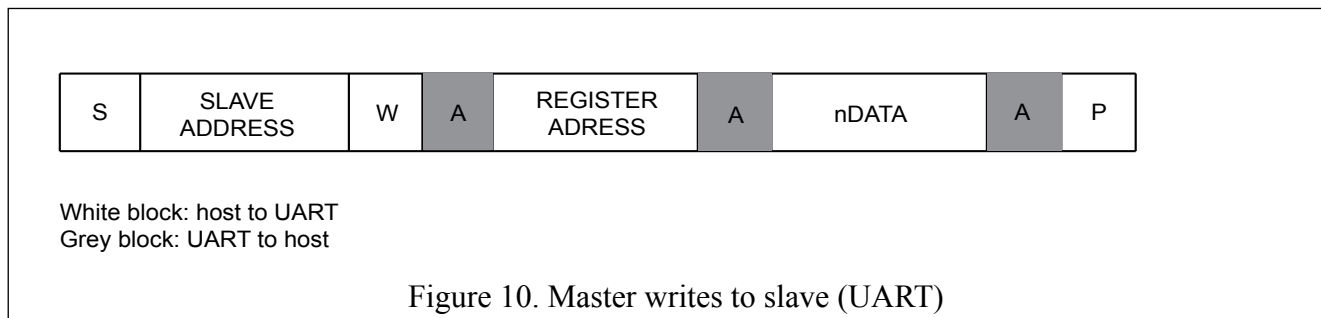 S SLAVE ADDRESS W A REGISTER ADRESS A nDATA A P
White block: host to UART
Grey block: UART to host
Figure 10. Master writes to slave (UART)